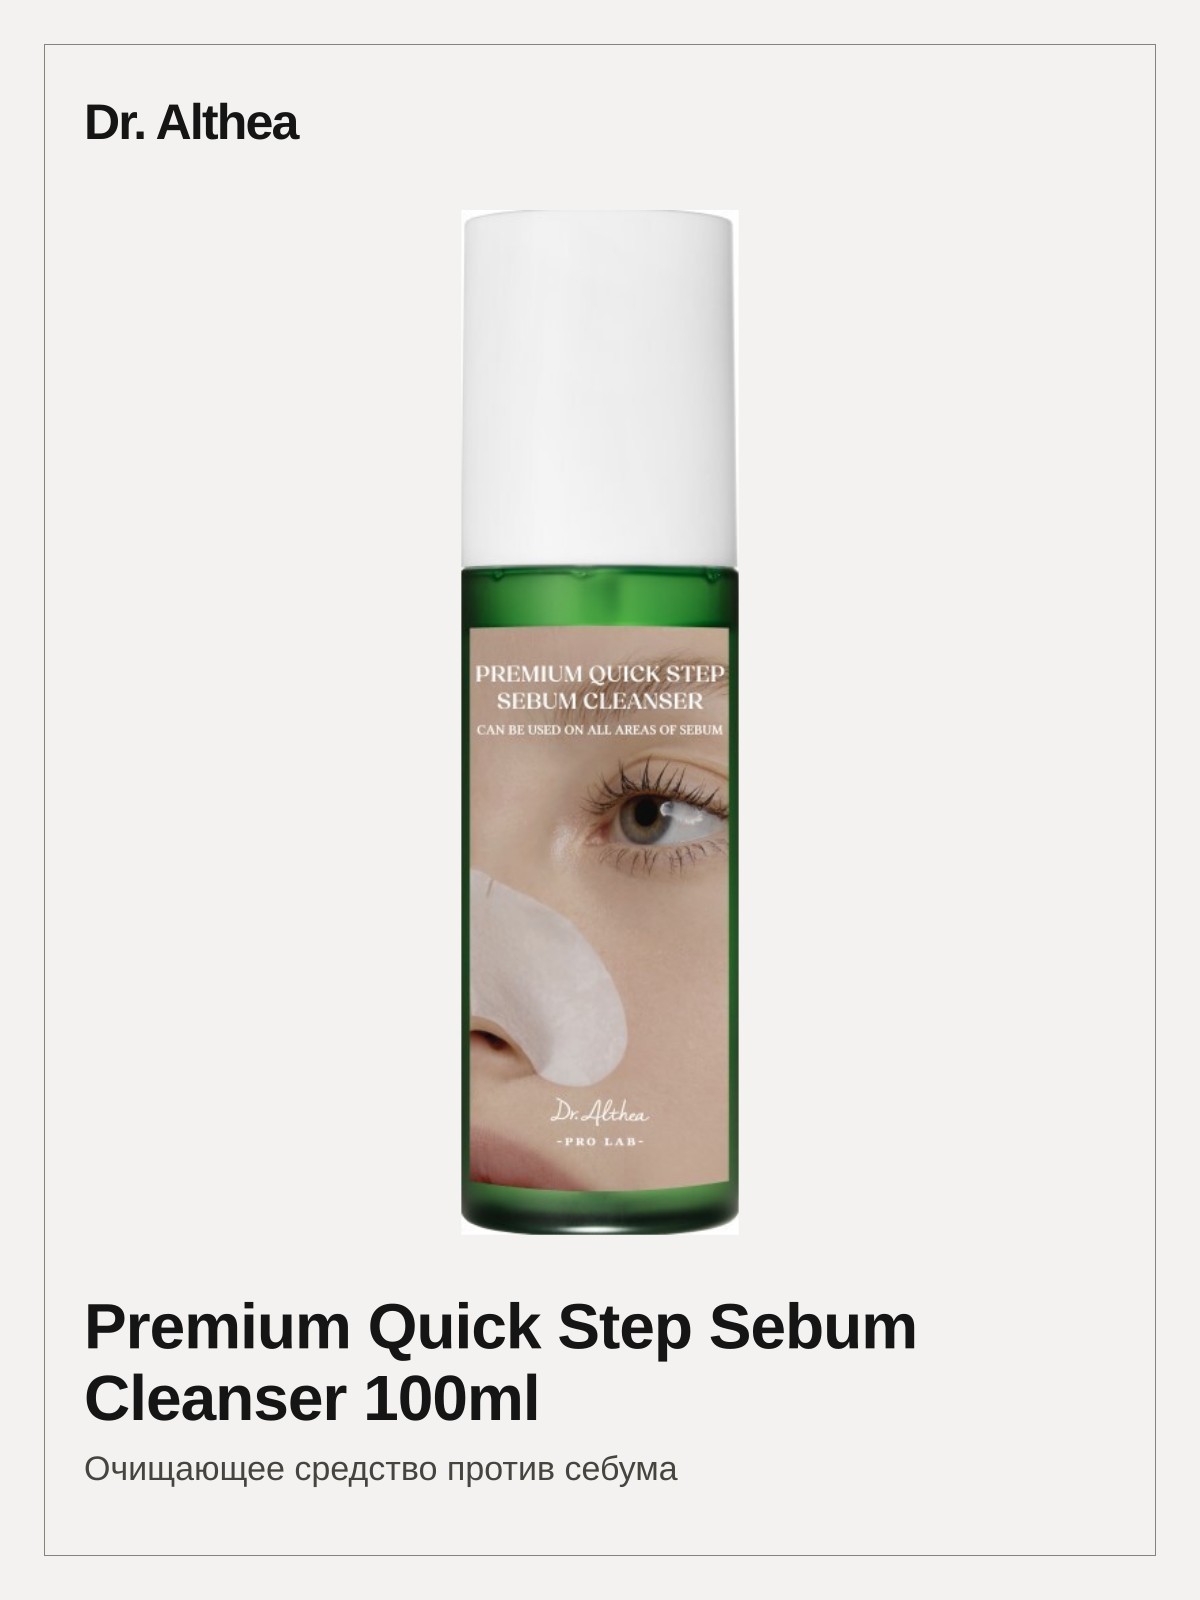 Dr. Althea
PREMIUM QUICK STEP
SEBUM CLEANSER
CAN BE USED ON ALL AREAS OF SEBUM
Dr. Althea
-PRO LAB-
Premium Quick Step Sebum
Cleanser 100ml
Очищающее средство против себума